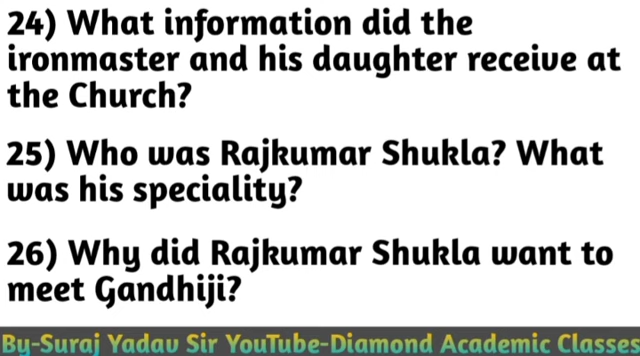 24) What information did the
ironmaster and his daughter receive at
the Church?
25) Who was Rajkumar Shukla? What
was his speciality?
26) Why did Rajkumar Shukla want to
meet Gandhiji?
By-Suraj Yadav Sir YouTube-Diamond Academic Classes